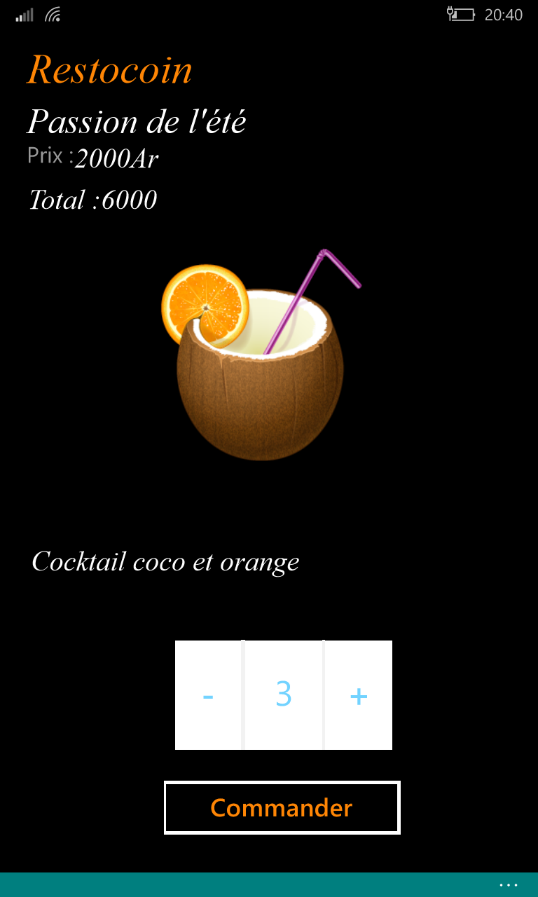 20:40
Restocoin
Passion de l'été
Prix :2000Ar
Total :6000
Cocktail coco et orange
- 3 +
Commander
...